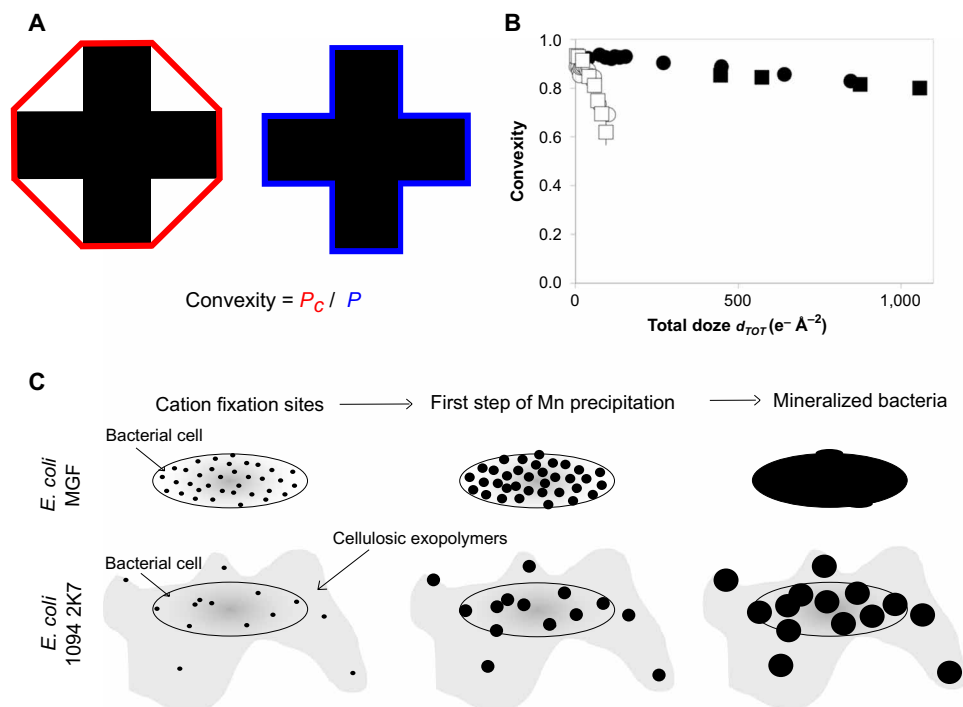 A
Convexity = Pc / P
B
Convexity
1.0
0.8
0.6
0.4
0.2
0.0
0
500
1,000
Total doze dTOT (e– Å–2)
C
Cation fixation sites
First step of Mn precipitation
Mineralized bacteria
E. coli
MGF
Bacterial cell
E. coli
1094 2K7
Bacterial cell
Cellulosic exopolymers